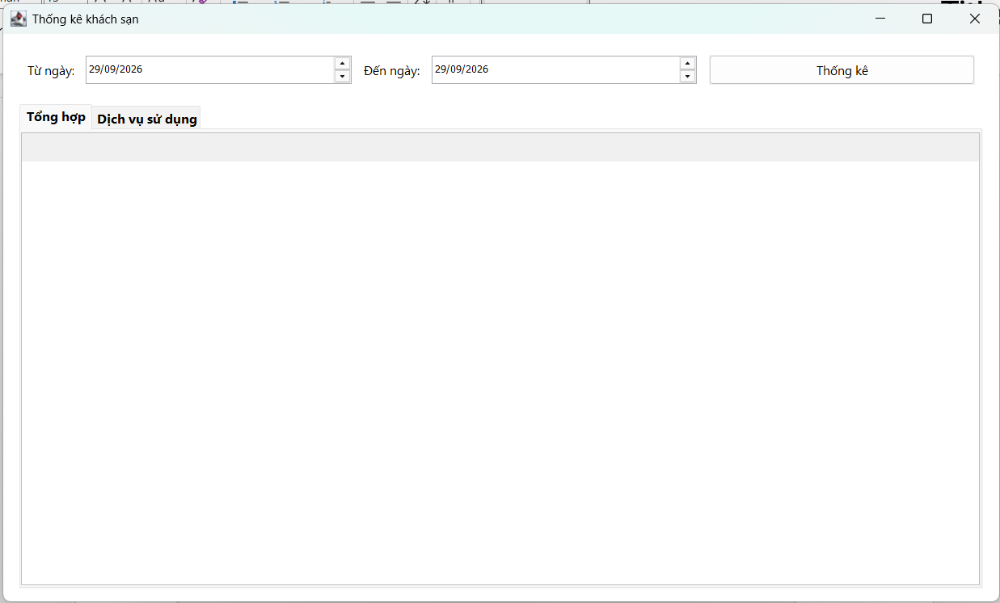 Thống kê khách sạn
Từ ngày: 29/09/2026 Đến ngày: 29/09/2026 Thống kê
Tổng hợp Dịch vụ sử dụng